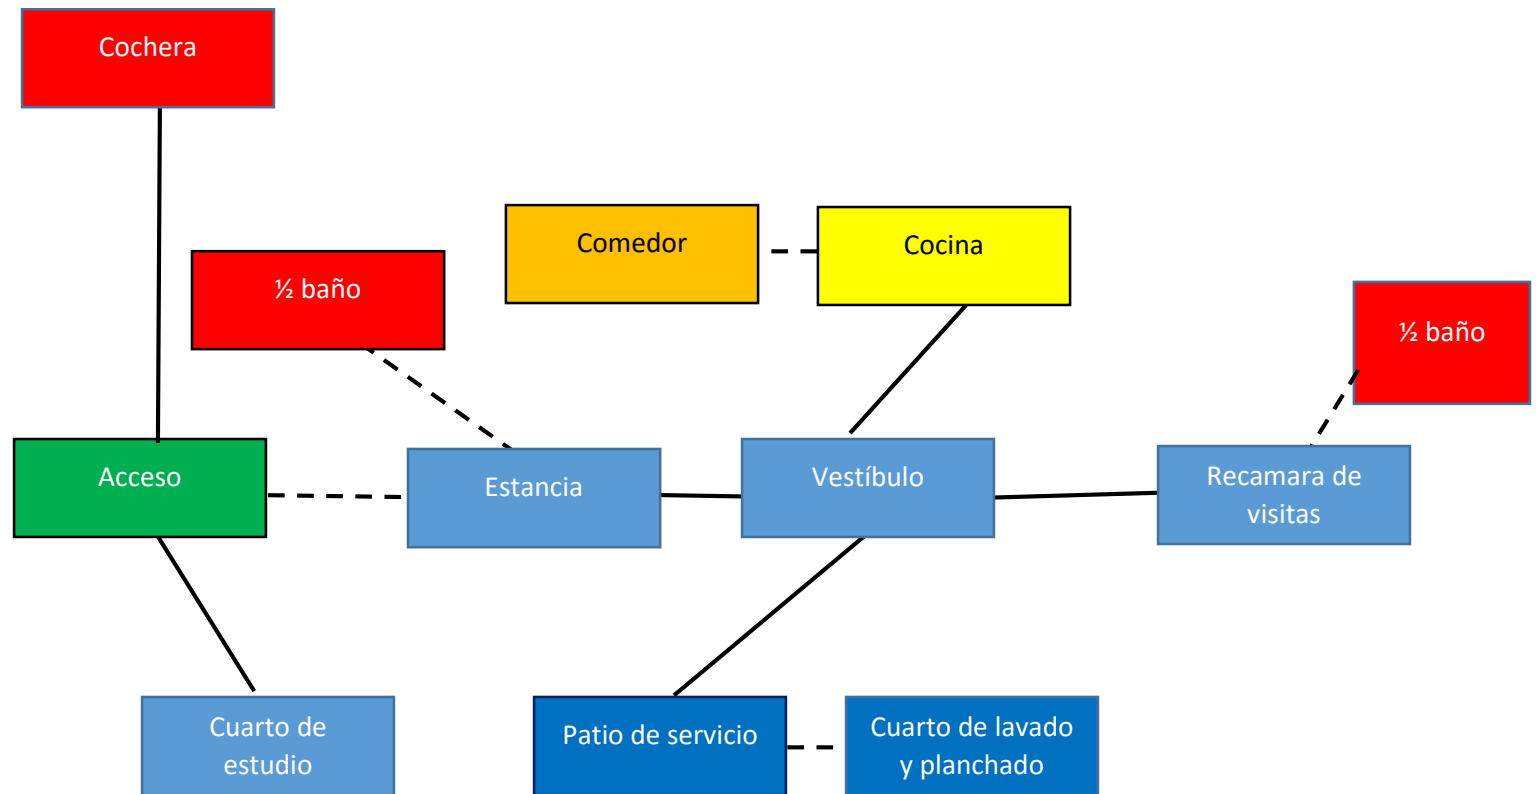 Cochera
Comedor
Cocina
½ baño
½ baño
Acceso
Estancia
Vestíbulo
Recamara de
visitas
Cuarto de
estudio
Patio de servicio
Cuarto de lavado
y planchado